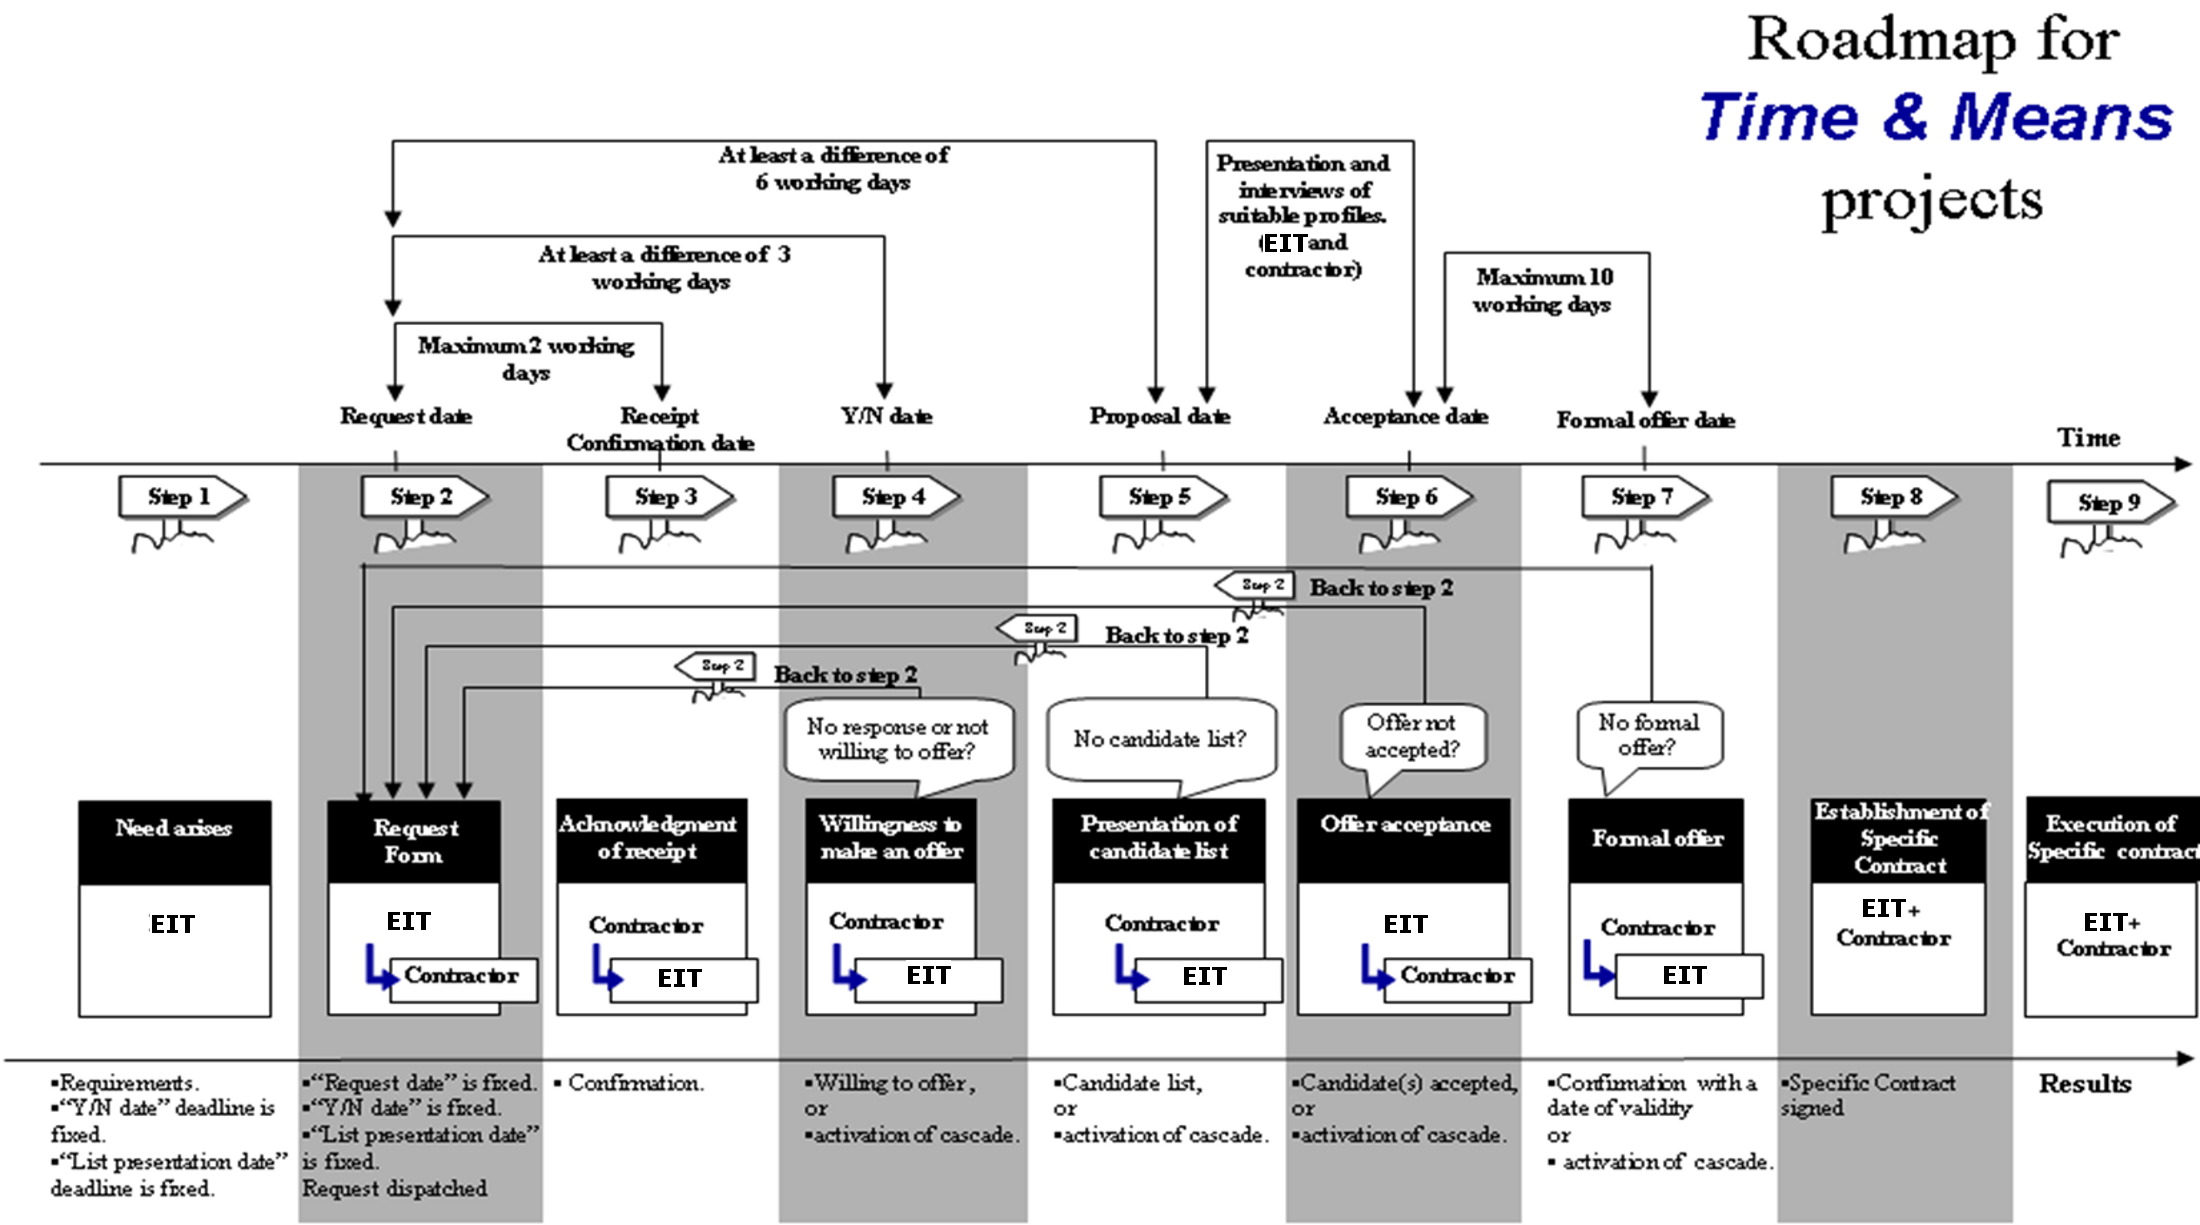 Roadmap for
Time & Means
projects
At least a difference of
6 working days
Presentation and
interviews of
suitable profiles.
(EIT and
contractor)
At least a difference of 3
working days
Maximum 10
working days
Maximum 2 working
days
Request date
Receipt
Confirmation date
Y/N date
Proposal date
Acceptance date
Formal offer date
Time
Step 1
Step 2
Step 3
Step 4
Step 5
Step 6
Step 7
Step 8
Step 9
Step 2
Back to step 2
Step 2
Back to step 2
Step 2
Back to step 2
No response or not
willing to offer?
No candidate list?
Offer not
accepted?
No formal
offer?
Need arises
EIT
Request
Form
EIT
Contractor
Acknowledgment
of receipt
Contractor
EIT
Willingness to
make an offer
Contractor
EIT
Presentation of
candidate list
Contractor
EIT
Offer acceptance
EIT
Contractor
Formal offer
Contractor
EIT
Establishment of
Specific
Contract
EIT+
Contractor
Execution of
Specific contract
EIT+
Contractor
▪Requirements.
▪“Y/N date” deadline is
fixed.
▪“List presentation date”
deadline is fixed.
▪“Request date” is fixed.
▪“Y/N date” is fixed.
▪“List presentation date”
is fixed.
Request dispatched
▪ Confirmation.
▪Willing to offer,
or
▪activation of cascade.
▪Candidate list,
or
▪activation of cascade.
▪Candidate(s) accepted,
or
▪activation of cascade.
▪Confirmation with a
date of validity
or
▪ activation of cascade.
▪Specific Contract
signed
Results